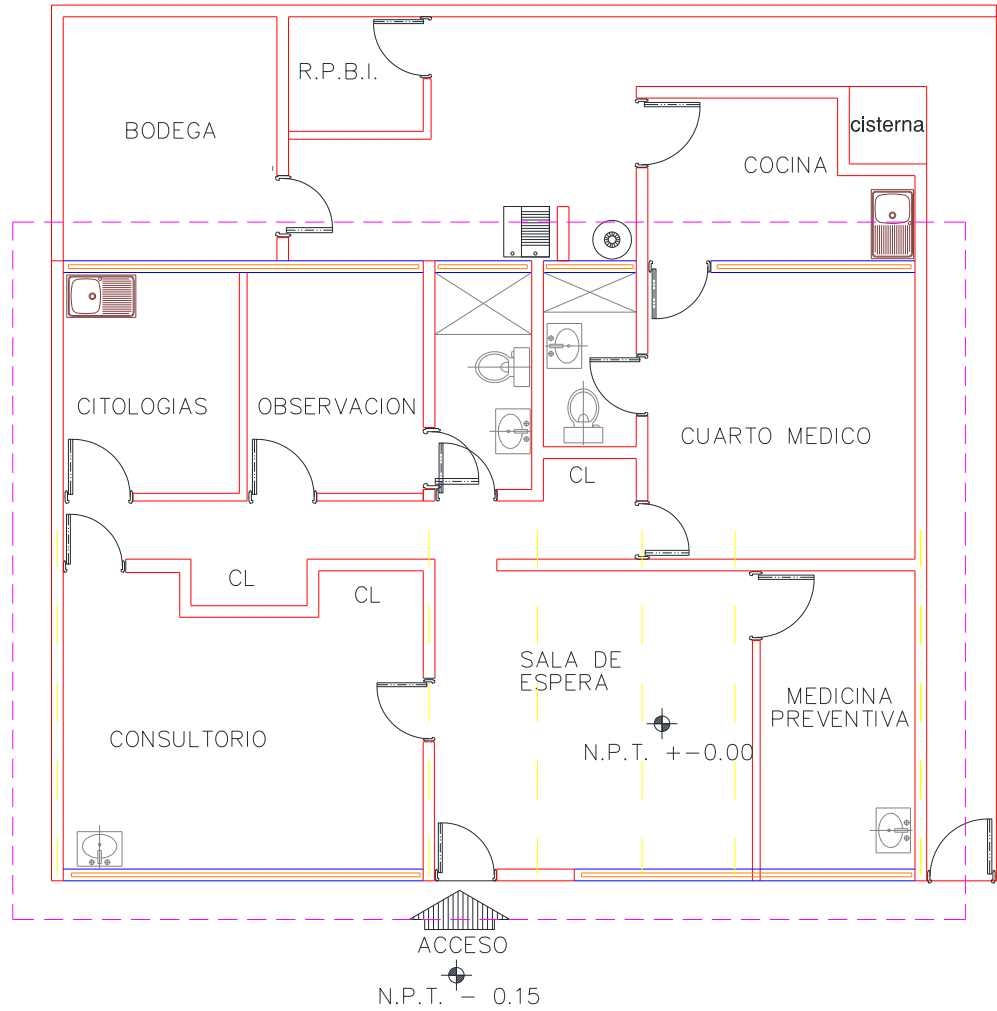 R.P.B.I.
BODEGA
cisterna
COCINA
CITOLOGIAS
OBSERVACION
CUARTO MEDICO
CL
CL
CL
SALA DE
ESPERA
MEDICINA
PREVENTIVA
CONSULTORIO
N.P.T. +-0.00
ACCESO
N.P.T. - 0.15